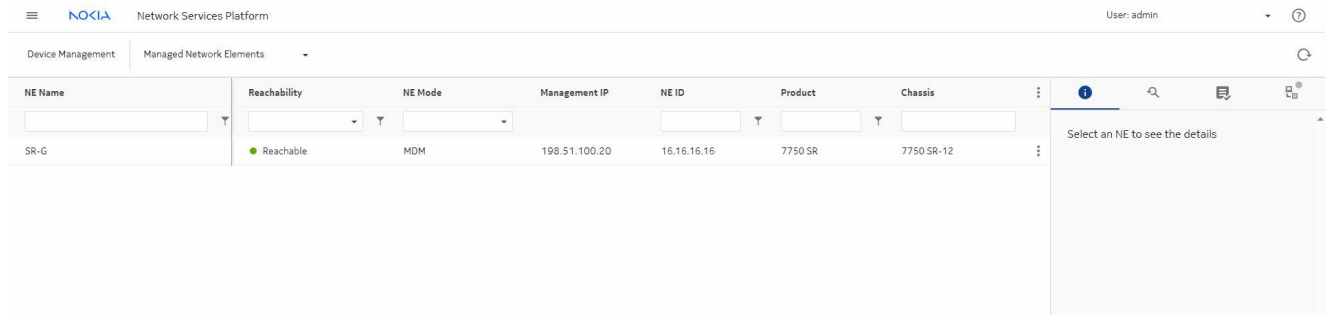 NOKIA Network Services Platform User: admin
Device Management Managed Network Elements
NE Name Reachability NE Mode Management IP NE ID Product Chassis
Select an NE to see the details
SR-G Reachable MDM 198.51.100.20 16.16.16.16 7750 SR 7750 SR-12